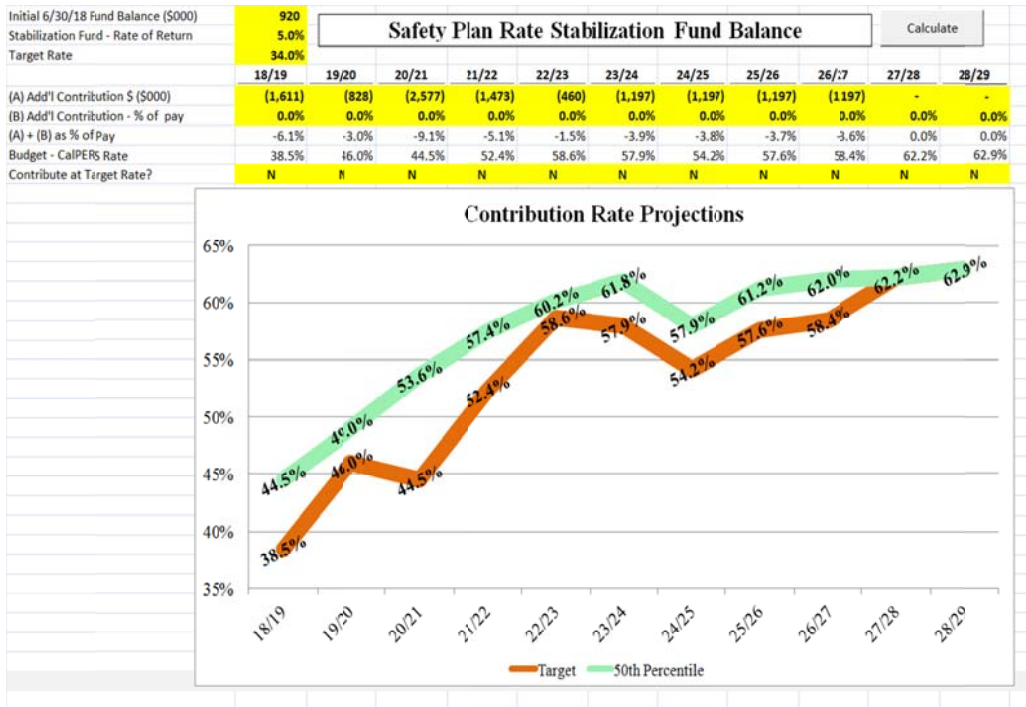 Initial 6/30/18 Fund Balance ($000) 920
Safety Plan Rate Stabilization Fund Balance
Calculate
Stabilization Fund - Rate of Return 5.0%
Target Rate 34.0%
18/19 19/20 20/21 21/22 22/23 23/24 24/25 25/26 26/27 27/28 28/29
(A) Add'l Contribution $ ($000) (1,611) (828) (2,577) (1,473) (460) (1,197) (1,197) (1,197) (1197) - -
(B) Add'l Contribution - % of pay 0.0% 0.0% 0.0% 0.0% 0.0% 0.0% 0.0% 0.0% 0.0% 0.0% 0.0%
(A) + (B) as % of Pay -6.1% -3.0% -9.1% -5.1% -1.5% -3.9% -3.8% -3.7% -3.6% 0.0% 0.0%
Budget - CalPERS Rate 38.5% 46.0% 44.5% 52.4% 58.6% 57.9% 54.2% 57.6% 58.4% 62.2% 62.9%
Contribute at Target Rate? N N N N N N N N N N N
Contribution Rate Projections
65%
60%
55%
50%
45%
40%
35%
44.5% 49.0% 53.6% 57.4% 60.2% 61.8% 57.9% 61.2% 62.0% 62.2% 62.9%
38.5% 46.0% 44.5% 52.4% 58.6% 57.9% 54.2% 57.6% 58.4%
18/19 19/20 20/21 21/22 22/23 23/24 24/25 25/26 26/27 27/28 28/29
Target 50th Percentile